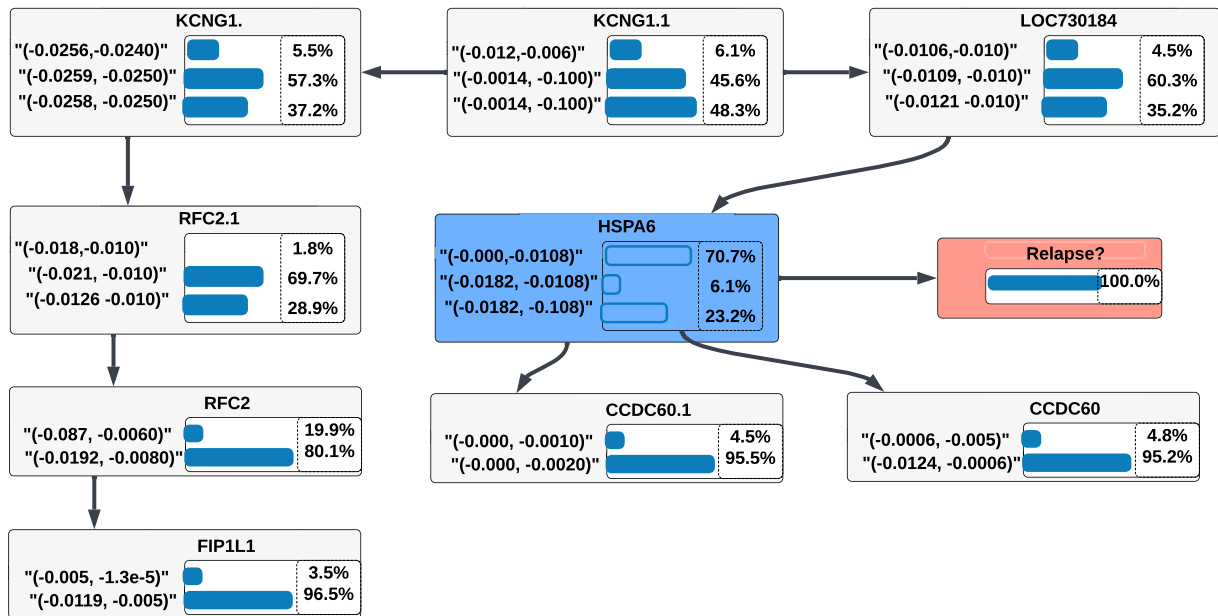 KCNG1.
"(-0.0256,-0.0240)" 5.5%
"(-0.0259, -0.0250)" 57.3%
"(-0.0258, -0.0250)" 37.2%
KCNG1.1
"(-0.012,-0.006)" 6.1%
"(-0.0014, -0.100)" 45.6%
"(-0.0014, -0.100)" 48.3%
LOC730184
"(-0.0106,-0.010)" 4.5%
"(-0.0109, -0.010)" 60.3%
"(-0.0121 -0.010)" 35.2%
RFC2.1
"(-0.018,-0.010)" 1.8%
"(-0.021, -0.010)" 69.7%
"(-0.0126 -0.010)" 28.9%
HSPA6
"(-0.000,-0.0108)" 70.7%
"(-0.0182, -0.0108)" 6.1%
"(-0.0182, -0.108)" 23.2%
Relapse?
100.0%
RFC2
"(-0.087, -0.0060)" 19.9%
"(-0.0192, -0.0080)" 80.1%
CCDC60.1
"(-0.000, -0.0010)" 4.5%
"(-0.000, -0.0020)" 95.5%
CCDC60
"(-0.0006, -0.005)" 4.8%
"(-0.0124, -0.0006)" 95.2%
FIP1L1
"(-0.005, -1.3e-5)" 3.5%
"(-0.0119, -0.005)" 96.5%